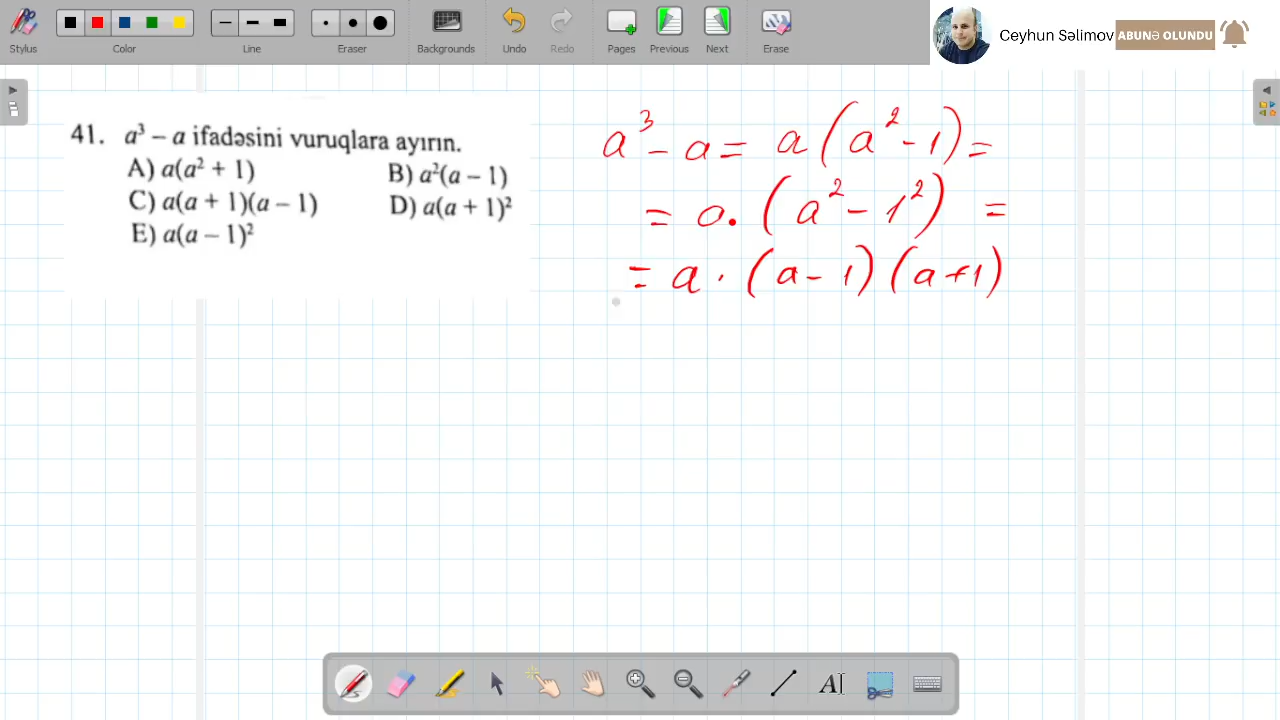 Stylus Color Line Eraser Backgrounds Undo Redo Pages Previous Next Erase
Ceyhun Səlimov ABUNƏ OLUNDU
41. a³ − a ifadəsini vuruqlara ayırın.
A) a(a² + 1) B) a²(a − 1)
C) a(a + 1)(a − 1) D) a(a + 1)²
E) a(a − 1)²
a³ − a = a(a² − 1) =
= a · (a² − 1²) =
= a · (a − 1)(a + 1)